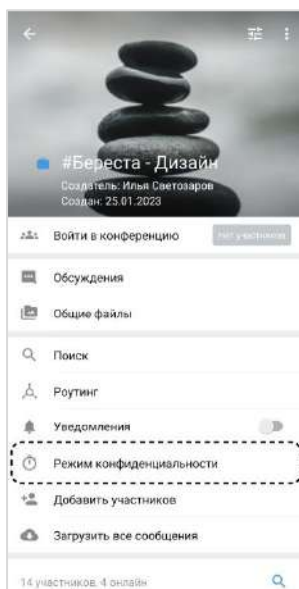 #Береста - Дизайн
Создатель: Илья Светозаров
Создан: 25.01.2023
Войти в конференцию
Нет участников
Обсуждения
Общие файлы
Поиск
Роутинг
Уведомления
Режим конфиденциальности
Добавить участников
Загрузить все сообщения
14 участников, 4 онлайн